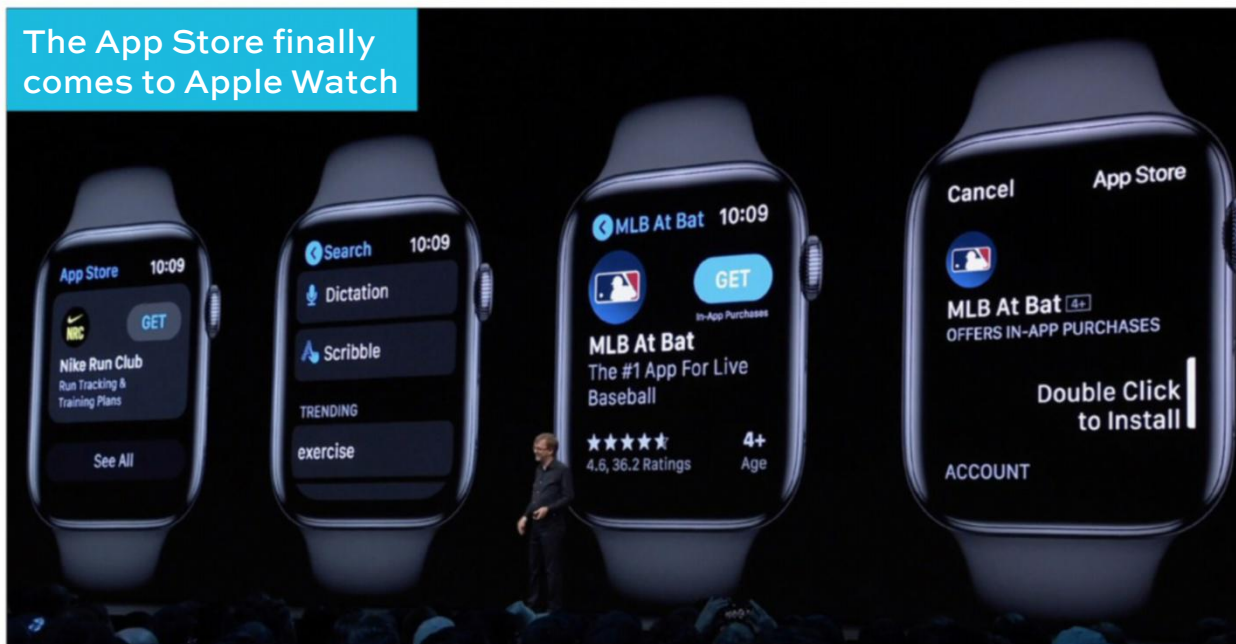 The App Store finally
comes to Apple Watch
App Store 10:09
NRC
GET
Nike Run Club
Run Tracking &
Training Plans
See All
Search 10:09
Dictation
Scribble
TRENDING
exercise
MLB At Bat 10:09
GET
In-App Purchases
MLB At Bat
The #1 App For Live
Baseball
4+
4.6, 36.2 Ratings Age
Cancel App Store
MLB At Bat 4+
OFFERS IN-APP PURCHASES
Double Click
to Install
ACCOUNT